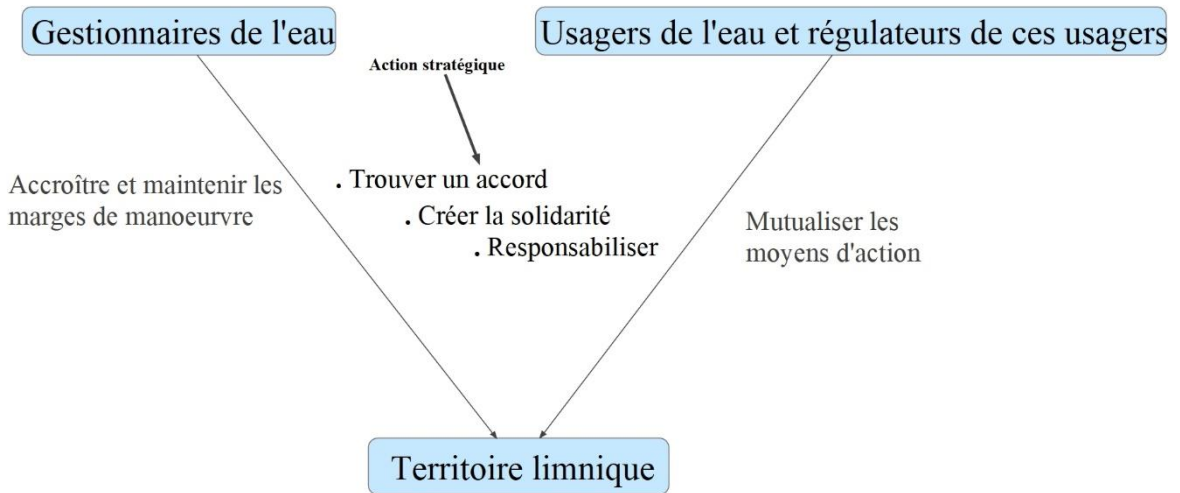 Gestionnaires de l'eau
Usagers de l'eau et régulateurs de ces usagers
Action stratégique
Accroître et maintenir les
marges de manoeurvre
. Trouver un accord
. Créer la solidarité
. Responsabiliser
Mutualiser les
moyens d'action
Territoire limnique